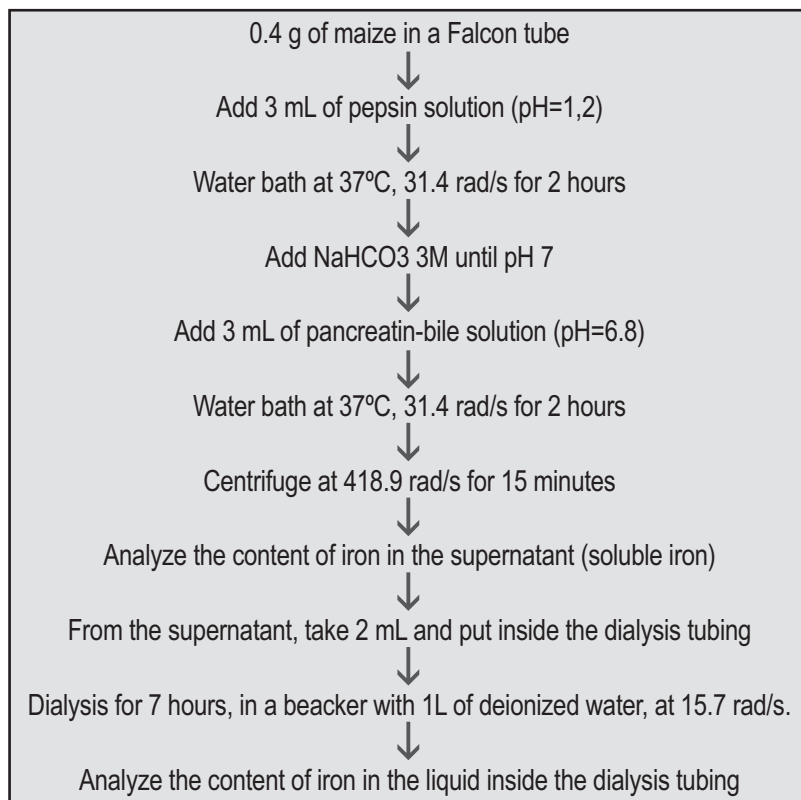 0.4 g of maize in a Falcon tube
Add 3 mL of pepsin solution (pH=1,2)
Water bath at 37ºC, 31.4 rad/s for 2 hours
Add NaHCO3 3M until pH 7
Add 3 mL of pancreatin-bile solution (pH=6.8)
Water bath at 37ºC, 31.4 rad/s for 2 hours
Centrifuge at 418.9 rad/s for 15 minutes
Analyze the content of iron in the supernatant (soluble iron)
From the supernatant, take 2 mL and put inside the dialysis tubing
Dialysis for 7 hours, in a beacker with 1L of deionized water, at 15.7 rad/s.
Analyze the content of iron in the liquid inside the dialysis tubing